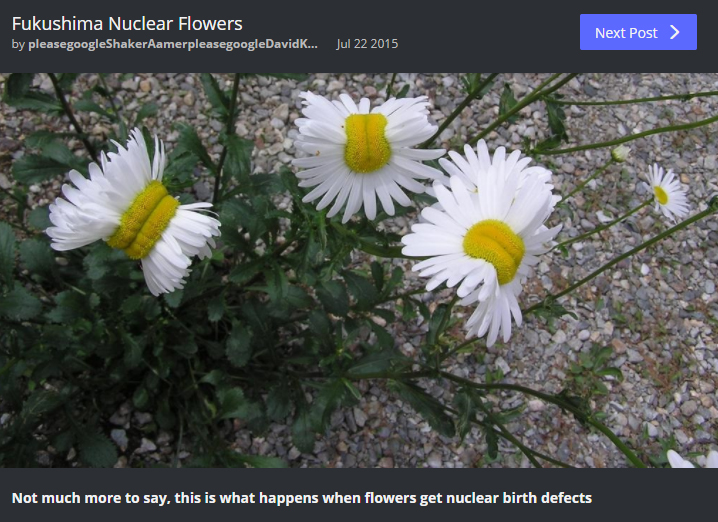 Fukushima Nuclear Flowers
by pleasegoogleShakerAamerpleasegoogleDavidK... Jul 22 2015
Next Post
Not much more to say, this is what happens when flowers get nuclear birth defects